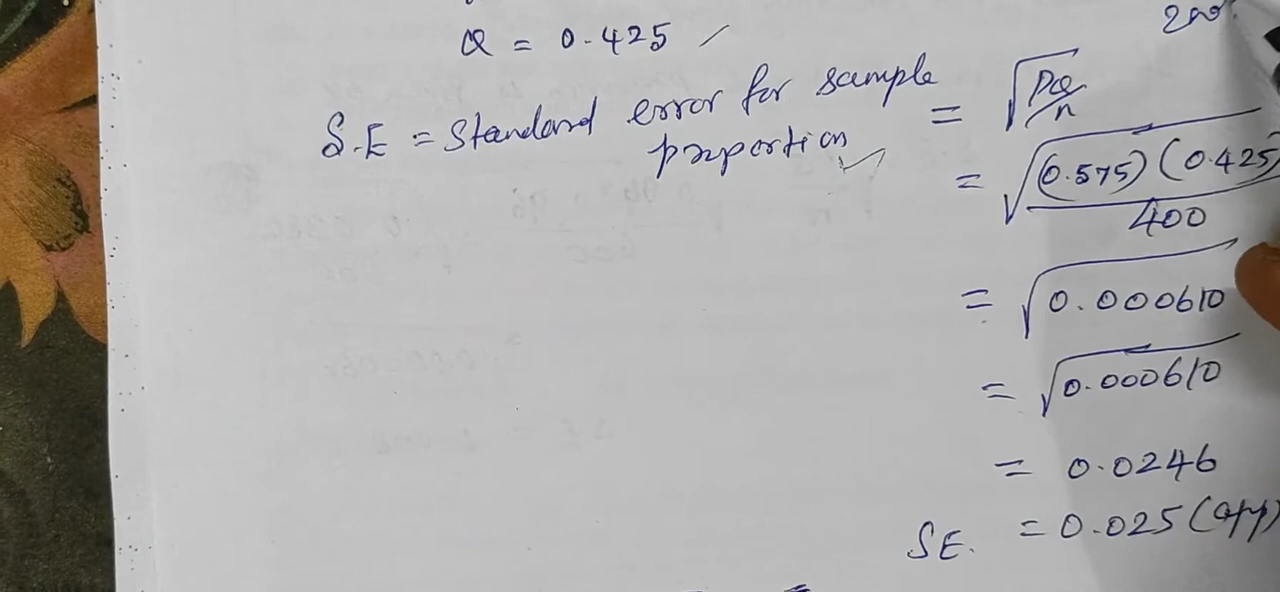 Q = 0.425
S.E = Standard error for sample proportion = √PQ/n
= √(0.575)(0.425)/400
= √0.000610
= √0.000610
= 0.0246
SE. = 0.025 (app)